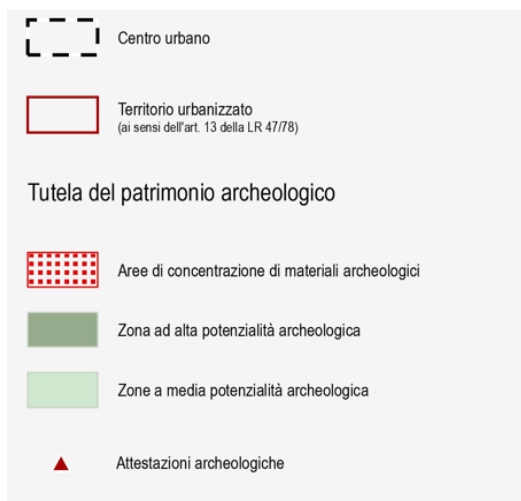 Centro urbano
Territorio urbanizzato
(ai sensi dell'art. 13 della LR 47/78)
Tutela del patrimonio archeologico
Aree di concentrazione di materiali archeologici
Zona ad alta potenzialità archeologica
Zone a media potenzialità archeologica
Attestazioni archeologiche